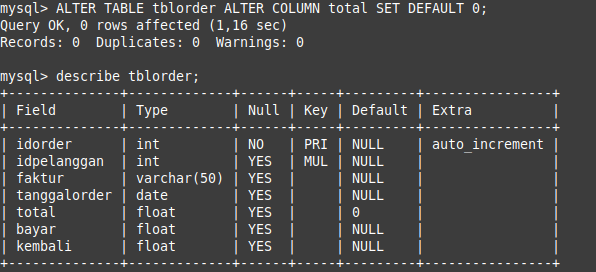 mysql> ALTER TABLE tblorder ALTER COLUMN total SET DEFAULT 0;
Query OK, 0 rows affected (1,16 sec)
Records: 0  Duplicates: 0  Warnings: 0

mysql> describe tblorder;
+--------------+-------------+------+-----+---------+----------------+
| Field        | Type        | Null | Key | Default | Extra          |
+--------------+-------------+------+-----+---------+----------------+
| idorder      | int         | NO   | PRI | NULL    | auto_increment |
| idpelanggan  | int         | YES  | MUL | NULL    |                |
| faktur       | varchar(50) | YES  |     | NULL    |                |
| tanggalorder | date        | YES  |     | NULL    |                |
| total        | float       | YES  |     | 0       |                |
| bayar        | float       | YES  |     | NULL    |                |
| kembali      | float       | YES  |     | NULL    |                |
+--------------+-------------+------+-----+---------+----------------+